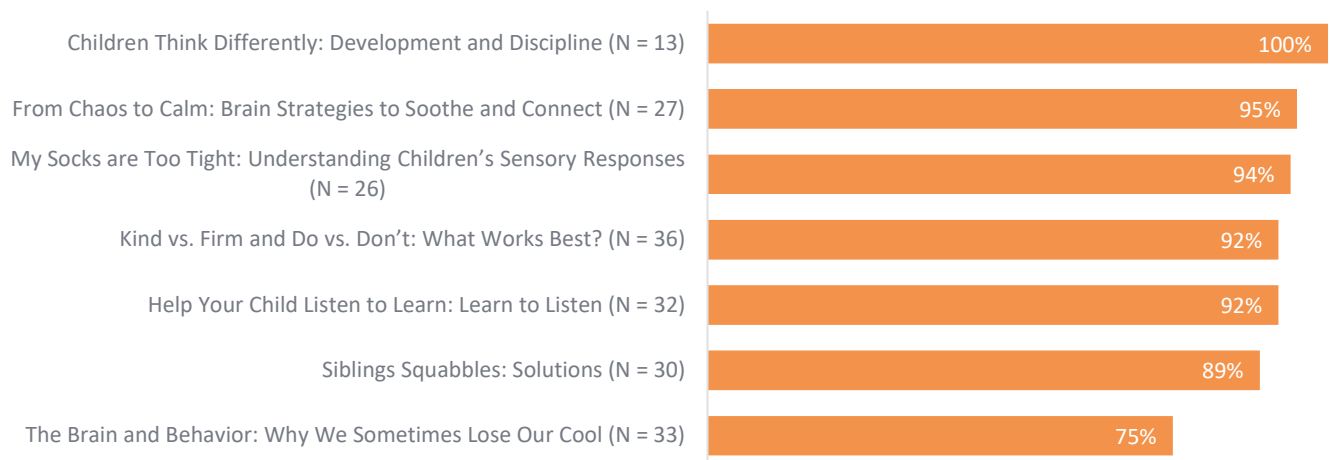 Children Think Differently: Development and Discipline (N = 13)
100%
From Chaos to Calm: Brain Strategies to Soothe and Connect (N = 27)
95%
My Socks are Too Tight: Understanding Children’s Sensory Responses
(N = 26)
94%
Kind vs. Firm and Do vs. Don’t: What Works Best? (N = 36)
92%
Help Your Child Listen to Learn: Learn to Listen (N = 32)
92%
Siblings Squabbles: Solutions (N = 30)
89%
The Brain and Behavior: Why We Sometimes Lose Our Cool (N = 33)
75%